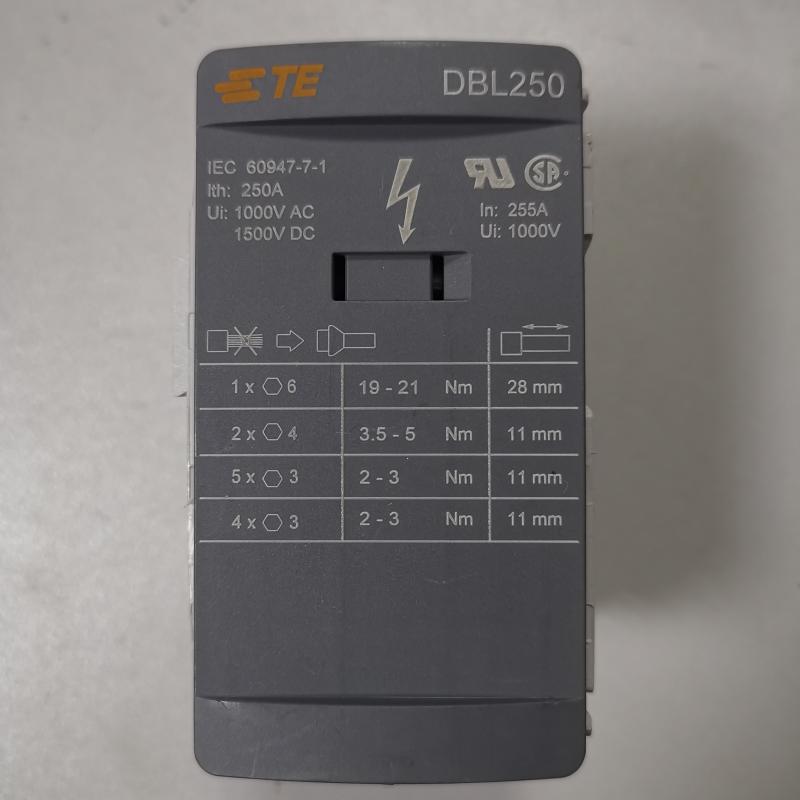 TE DBL250
IEC 60947-7-1
Ith: 250A
Ui: 1000V AC
1500V DC
RU SA
In: 255A
Ui: 1000V
1 x 6 19 - 21 Nm 28 mm
2 x 4 3.5 - 5 Nm 11 mm
5 x 3 2 - 3 Nm 11 mm
4 x 3 2 - 3 Nm 11 mm